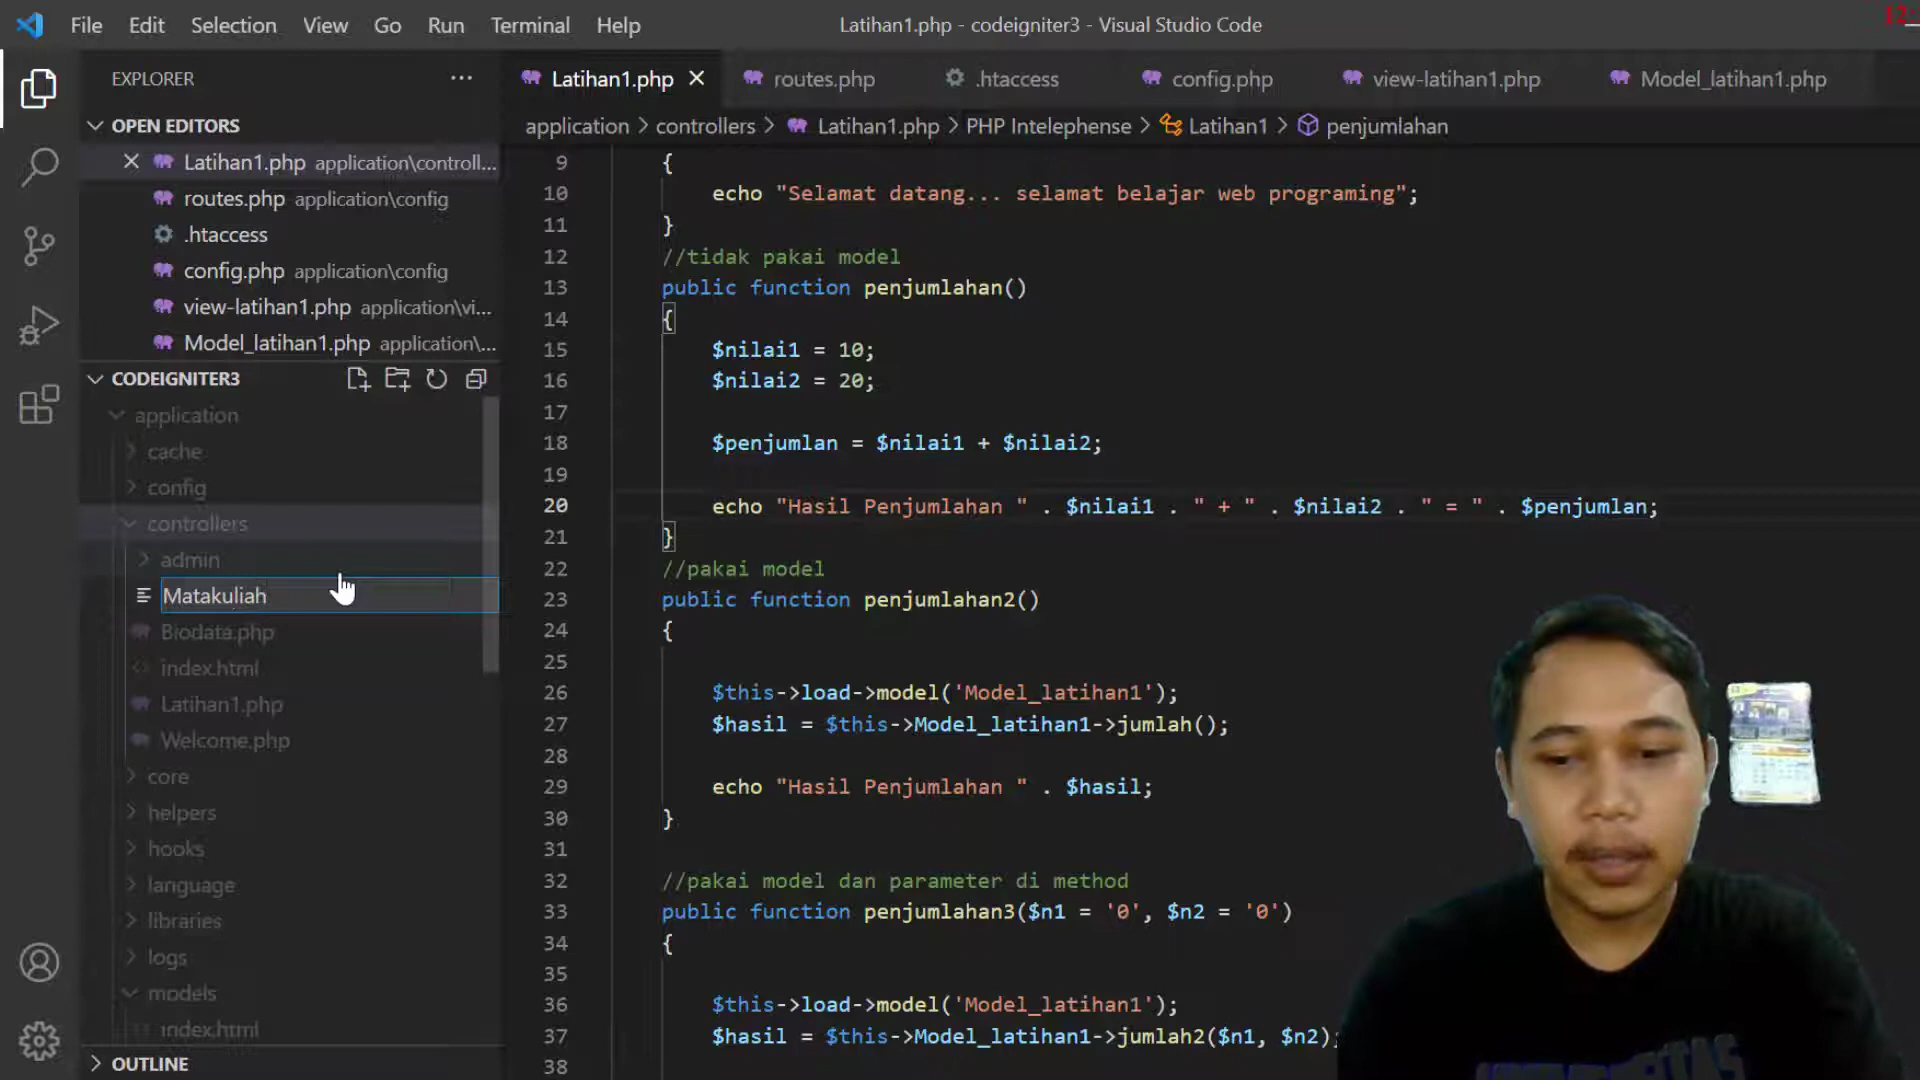 File Edit Selection View Go Run Terminal Help
Latihan1.php - codeigniter3 - Visual Studio Code
EXPLORER
OPEN EDITORS
Latihan1.php application\controll...
routes.php application\config
.htaccess
config.php application\config
view-latihan1.php application\vi...
Model_latihan1.php application\...
CODEIGNITER3
application
cache
config
controllers
admin
Matakuliah
Biodata.php
index.html
Latihan1.php
Welcome.php
core
helpers
hooks
language
libraries
logs
models
index.html
OUTLINE
Latihan1.php routes.php .htaccess config.php view-latihan1.php Model_latihan1.php
application > controllers > Latihan1.php > PHP Intelephense > Latihan1 > penjumlahan
9 {
10 echo "Selamat datang... selamat belajar web programing";
11 }
12 //tidak pakai model
13 public function penjumlahan()
14 {
15 $nilai1 = 10;
16 $nilai2 = 20;
17
18 $penjumlan = $nilai1 + $nilai2;
19
20 echo "Hasil Penjumlahan " . $nilai1 . " + " . $nilai2 . " = " . $penjumlan;
21 }
22 //pakai model
23 public function penjumlahan2()
24 {
25
26 $this->load->model('Model_latihan1');
27 $hasil = $this->Model_latihan1->jumlah();
28
29 echo "Hasil Penjumlahan " . $hasil;
30 }
31
32 //pakai model dan parameter di method
33 public function penjumlahan3($n1 = '0', $n2 = '0')
34 {
35
36 $this->load->model('Model_latihan1');
37 $hasil = $this->Model_latihan1->jumlah2($n1, $n2);
38